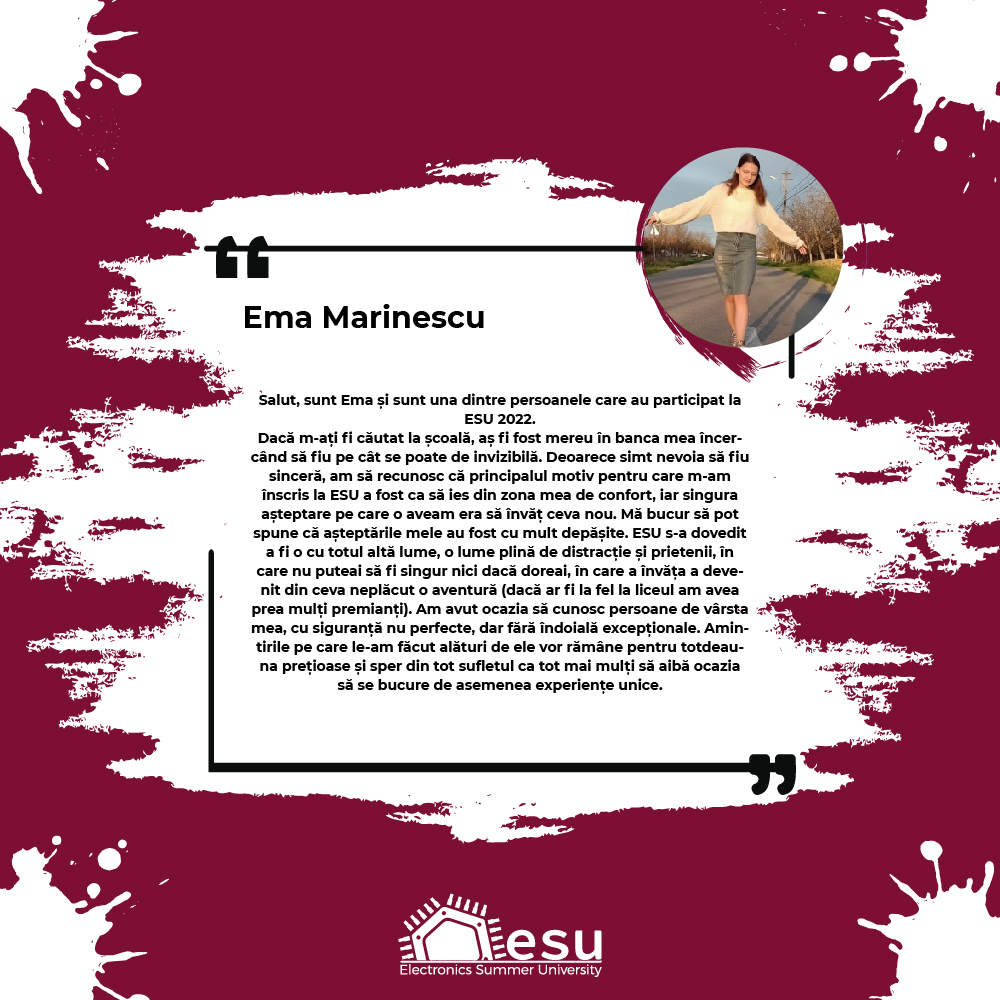 Ema Marinescu
Salut, sunt Ema și sunt una dintre persoanele care au participat la
ESU 2022.
Dacă m-ați fi căutat la școală, aș fi fost mereu în banca mea încer-
când să fiu pe cât se poate de invizibilă. Deoarece simt nevoia să fiu
sinceră, am să recunosc că principalul motiv pentru care m-am
înscris la ESU a fost ca să ies din zona mea de confort, iar singura
așteptare pe care o aveam era să învăț ceva nou. Mă bucur să pot
spune că așteptările mele au fost cu mult depășite. ESU s-a dovedit
a fi o cu totul altă lume, o lume plină de distracție și prietenii, în
care nu puteai să fi singur nici dacă doreai, în care a învăța a deve-
nit din ceva neplăcut o aventură (dacă ar fi la fel la liceul am avea
prea mulți premianți). Am avut ocazia să cunosc persoane de vârsta
mea, cu siguranță nu perfecte, dar fără îndoială excepționale. Amin-
tirile pe care le-am făcut alături de ele vor rămâne pentru totdeau-
na prețioase și sper din tot sufletul ca tot mai mulți să aibă ocazia
să se bucure de asemenea experiențe unice.
esu
Electronics Summer University